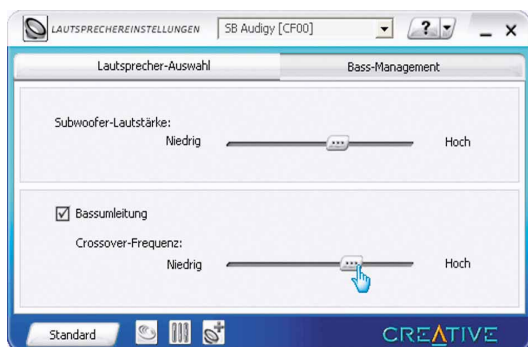 LAUTSPRECHEREINSTELLUNGEN SB Audigy [CF00] ?
Lautsprecher-Auswahl Bass-Management
Subwoofer-Lautstärke:
Niedrig Hoch
Bassumleitung
Crossover-Frequenz:
Niedrig Hoch
Standard CREATIVE